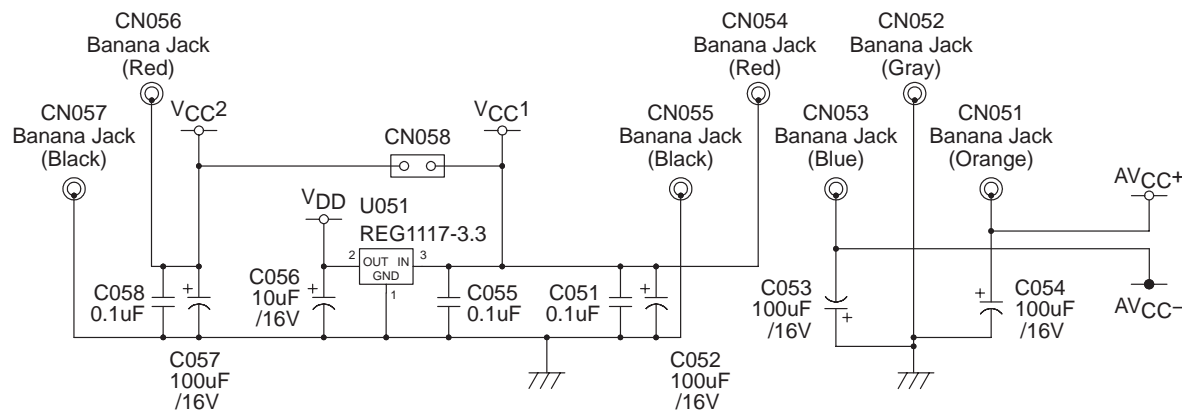 CN056
Banana Jack
(Red)
CN054
Banana Jack
(Red)
CN052
Banana Jack
(Gray)
CN057
Banana Jack
(Black)
VCC2
CN058
VCC1
CN055
Banana Jack
(Black)
CN053
Banana Jack
(Blue)
CN051
Banana Jack
(Orange)
AVCC+
VDD
U051
REG1117-3.3
2
OUT IN
GND
3
1
C058
0.1uF
+
C057
100uF
/16V
C056
10uF
/16V
+
C055
0.1uF
C051
0.1uF
+
C052
100uF
/16V
C053
100uF
/16V
+
+
C054
100uF
/16V
AVCC−